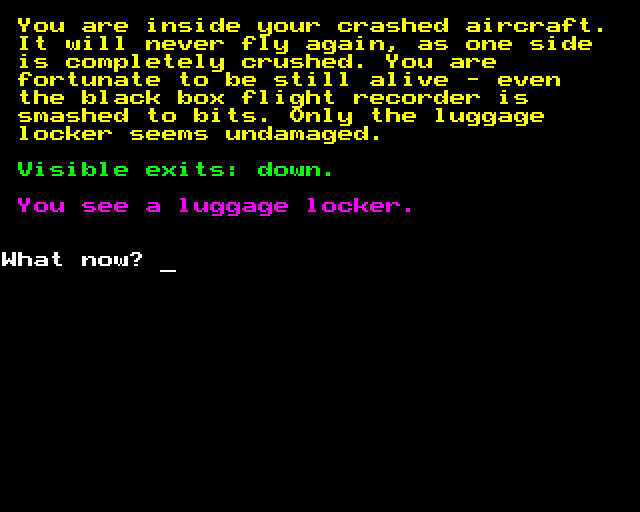 You are inside your crashed aircraft.
It will never fly again, as one side
is completely crushed. You are
fortunate to be still alive - even
the black box flight recorder is
smashed to bits. Only the luggage
locker seems undamaged.
Visible exits: down.
You see a luggage locker.
What now? _